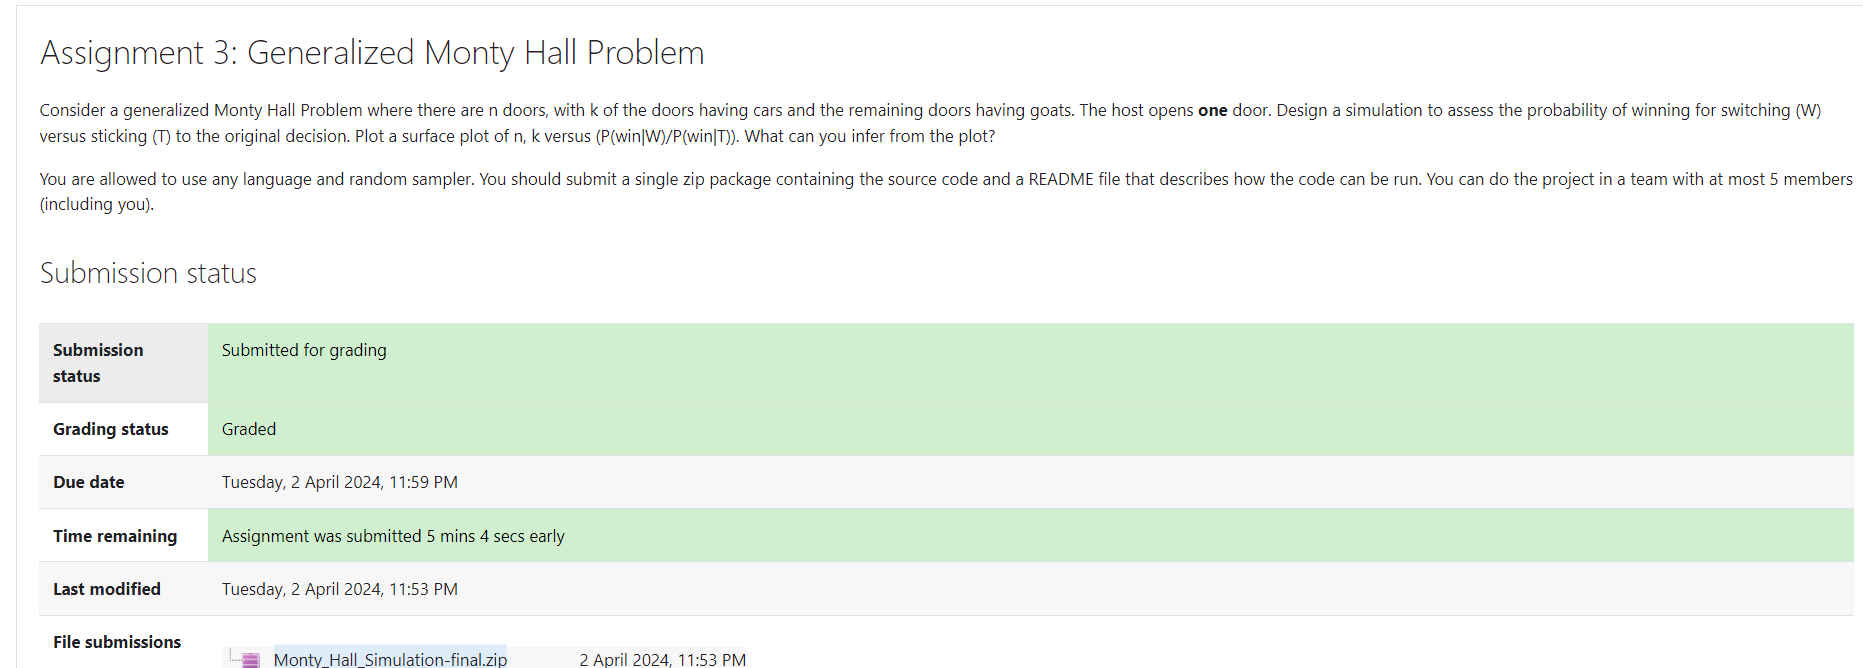 Assignment 3: Generalized Monty Hall Problem
Consider a generalized Monty Hall Problem where there are n doors, with k of the doors having cars and the remaining doors having goats. The host opens one door. Design a simulation to assess the probability of winning for switching (W)
versus sticking (T) to the original decision. Plot a surface plot of n, k versus (P(win|W)/P(win|T)). What can you infer from the plot?
You are allowed to use any language and random sampler. You should submit a single zip package containing the source code and a README file that describes how the code can be run. You can do the project in a team with at most 5 members
(including you).
Submission status
Submission
status
Submitted for grading
Grading status
Graded
Due date
Tuesday, 2 April 2024, 11:59 PM
Time remaining
Assignment was submitted 5 mins 4 secs early
Last modified
Tuesday, 2 April 2024, 11:53 PM
File submissions
Monty_Hall_Simulation-final.zip
2 April 2024, 11:53 PM